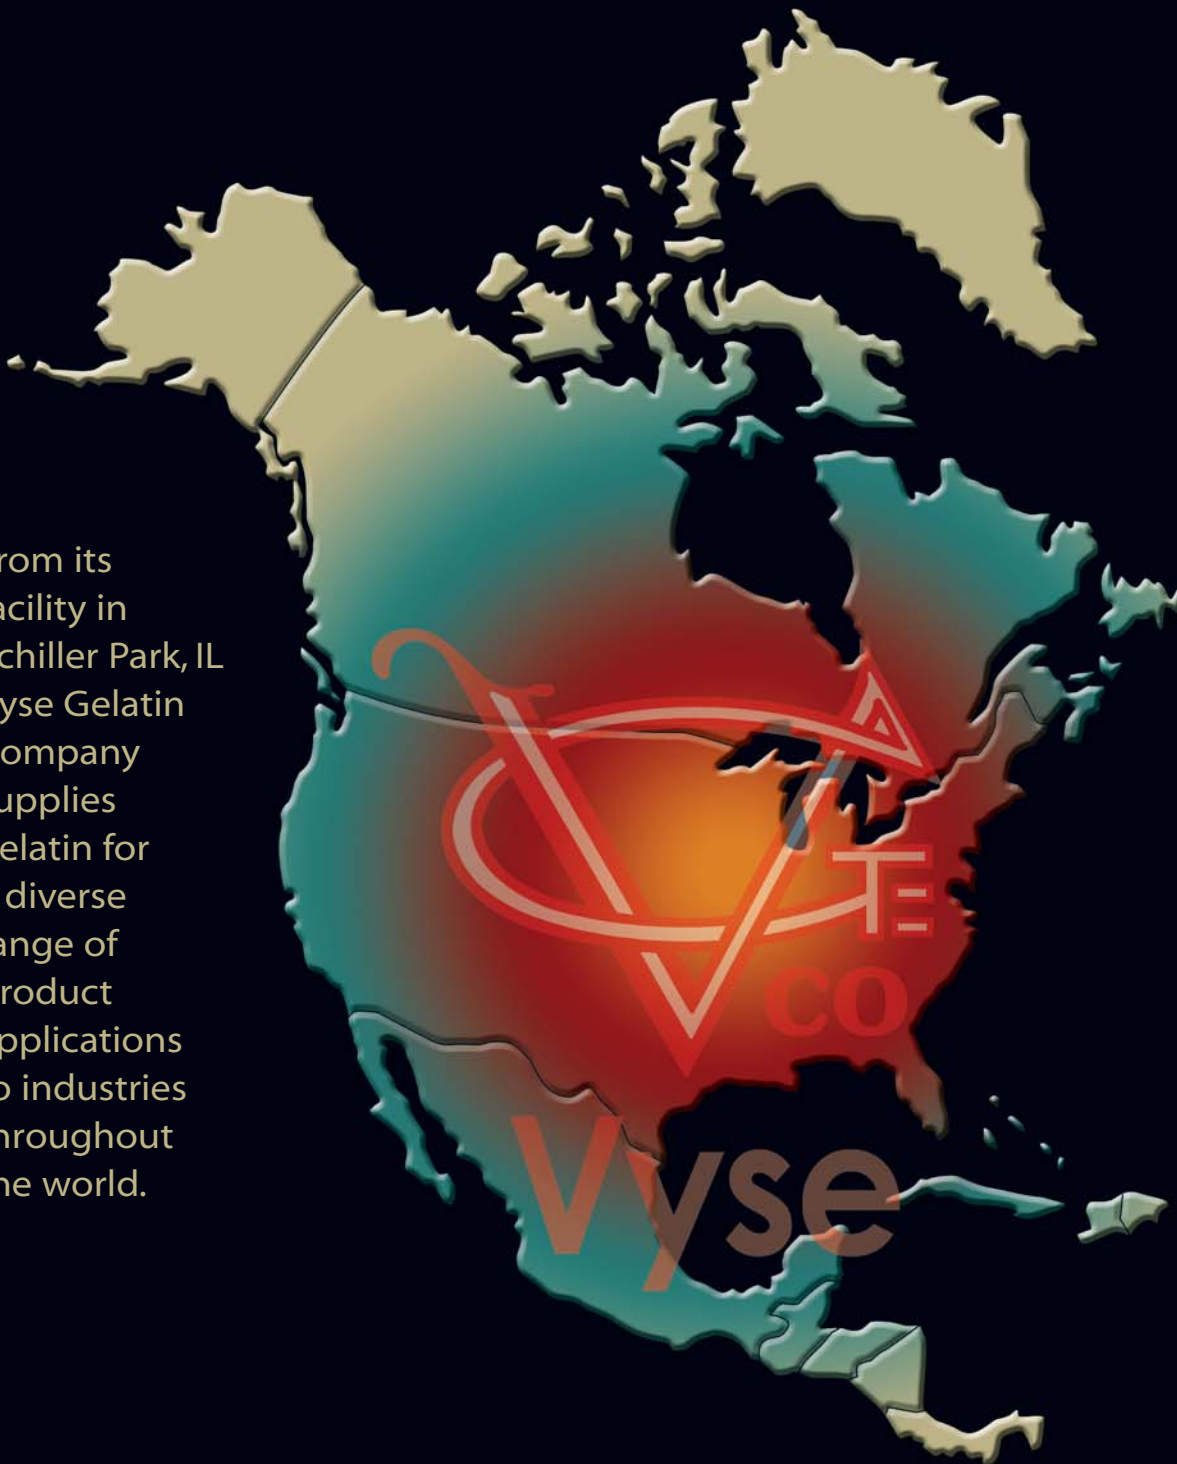 rom its
acility in
chiller Park, IL
yse Gelatin
ompany
upplies
elatin for
diverse
ange of
roduct
pplications
o industries
hroughout
he world.
TE
CO
Vyse